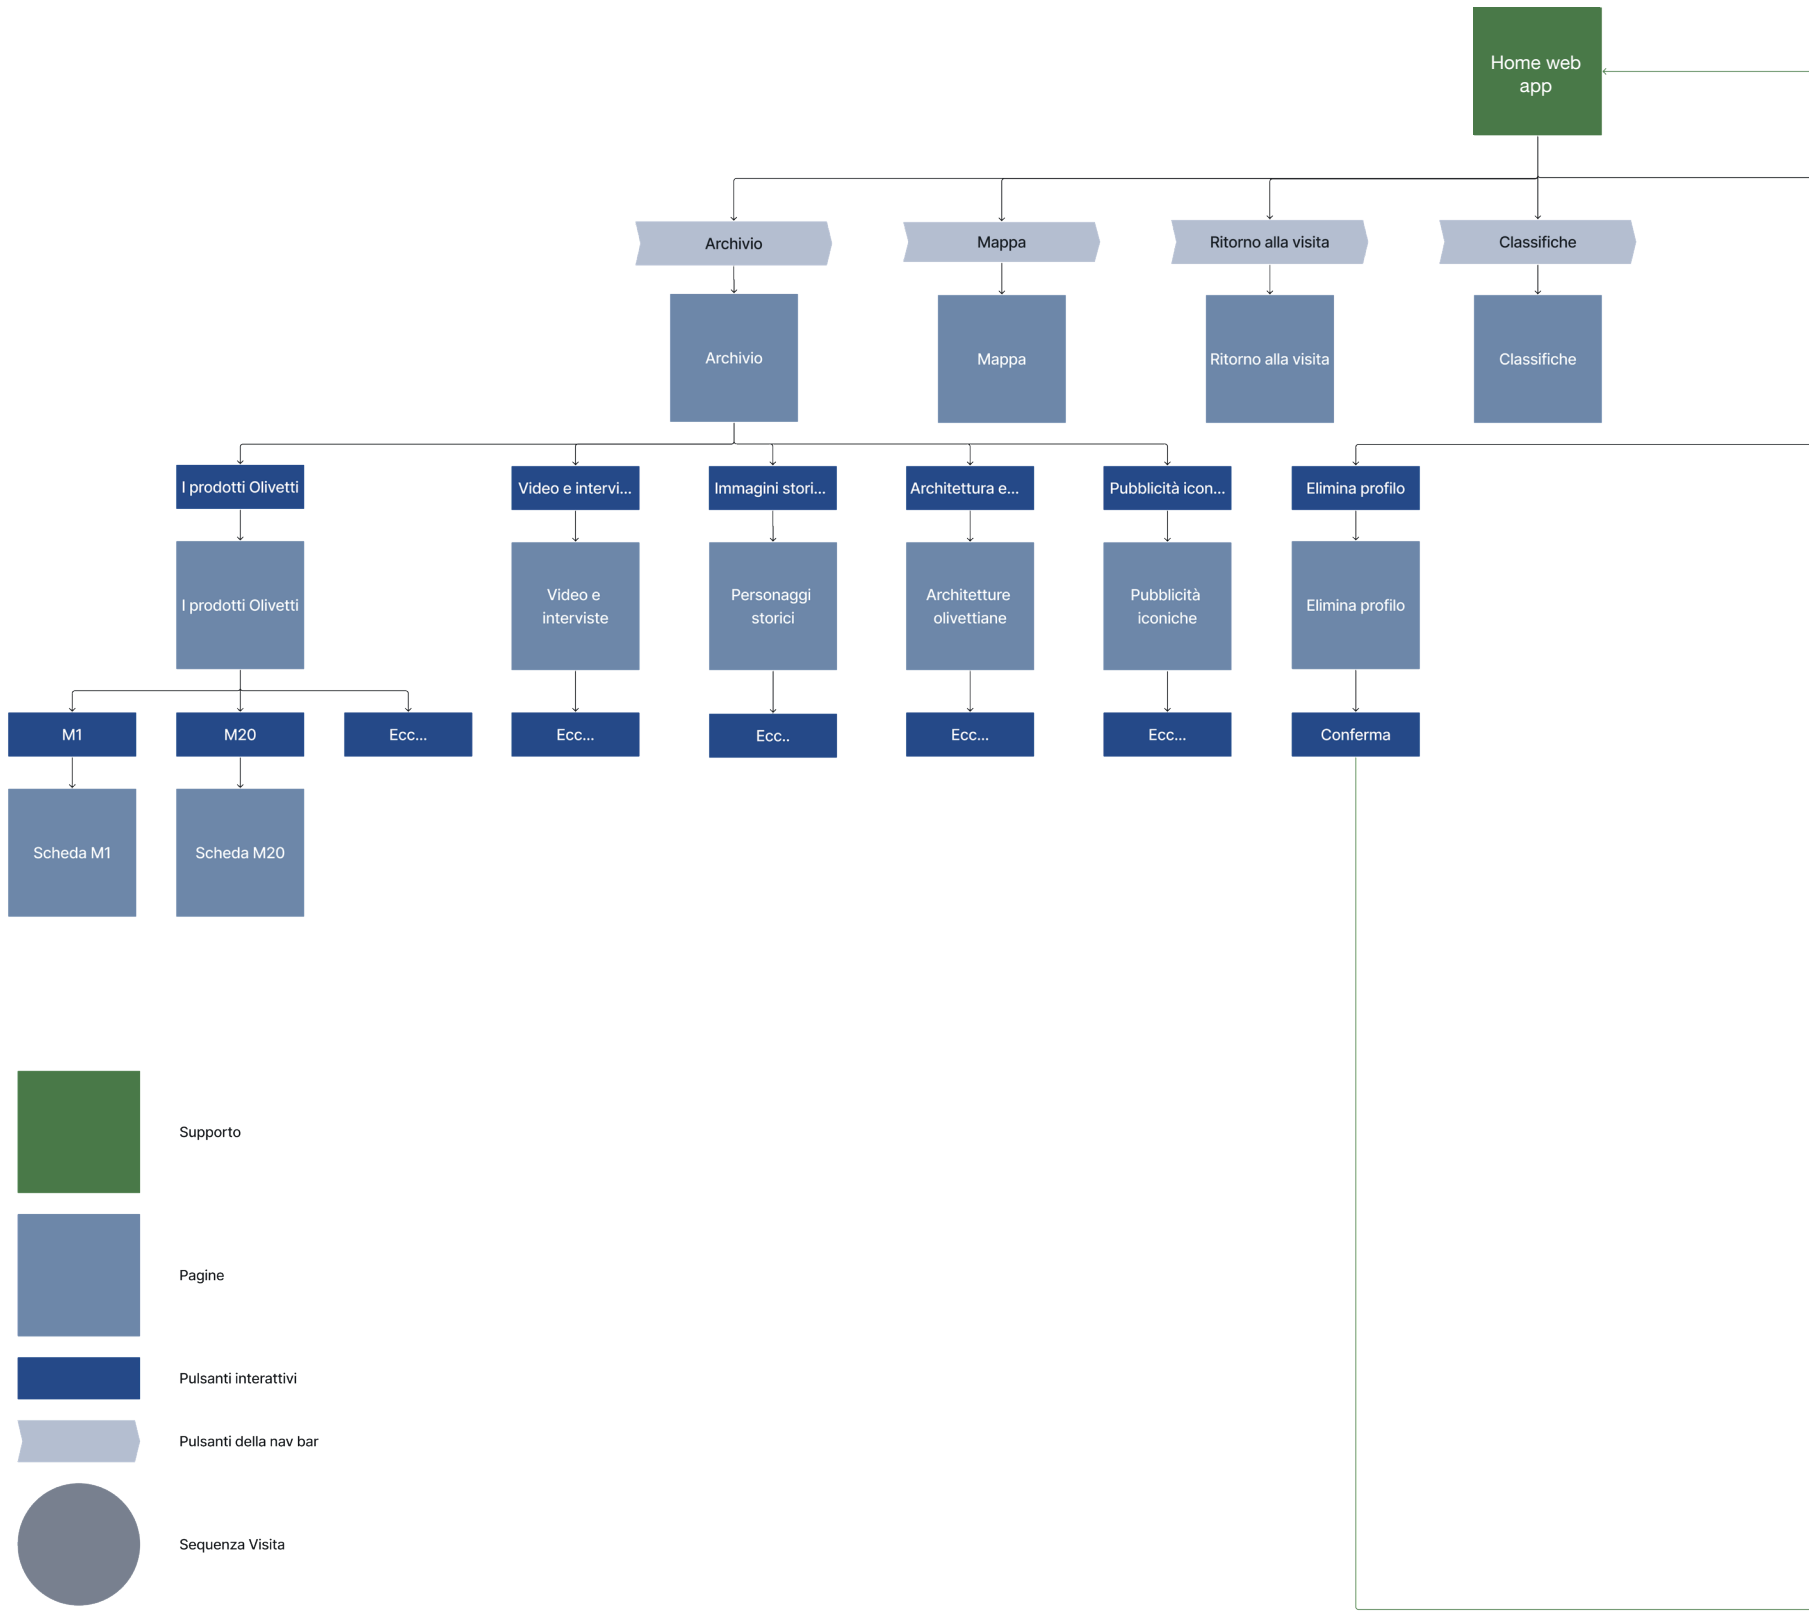 Home web
app
Archivio
Mappa
Ritorno alla visita
Classifiche
Archivio
Mappa
Ritorno alla visita
Classifiche
I prodotti Olivetti
Video e intervi...
Immagini stori...
Architettura e...
Pubblicità icon...
Elimina profilo
I prodotti Olivetti
Video e
interviste
Personaggi
storici
Architetture
olivettiane
Pubblicità
iconiche
Elimina profilo
M1
M20
Ecc...
Ecc...
Ecc..
Ecc...
Ecc...
Conferma
Scheda M1
Scheda M20
Supporto
Pagine
Pulsanti interattivi
Pulsanti della nav bar
Sequenza Visita